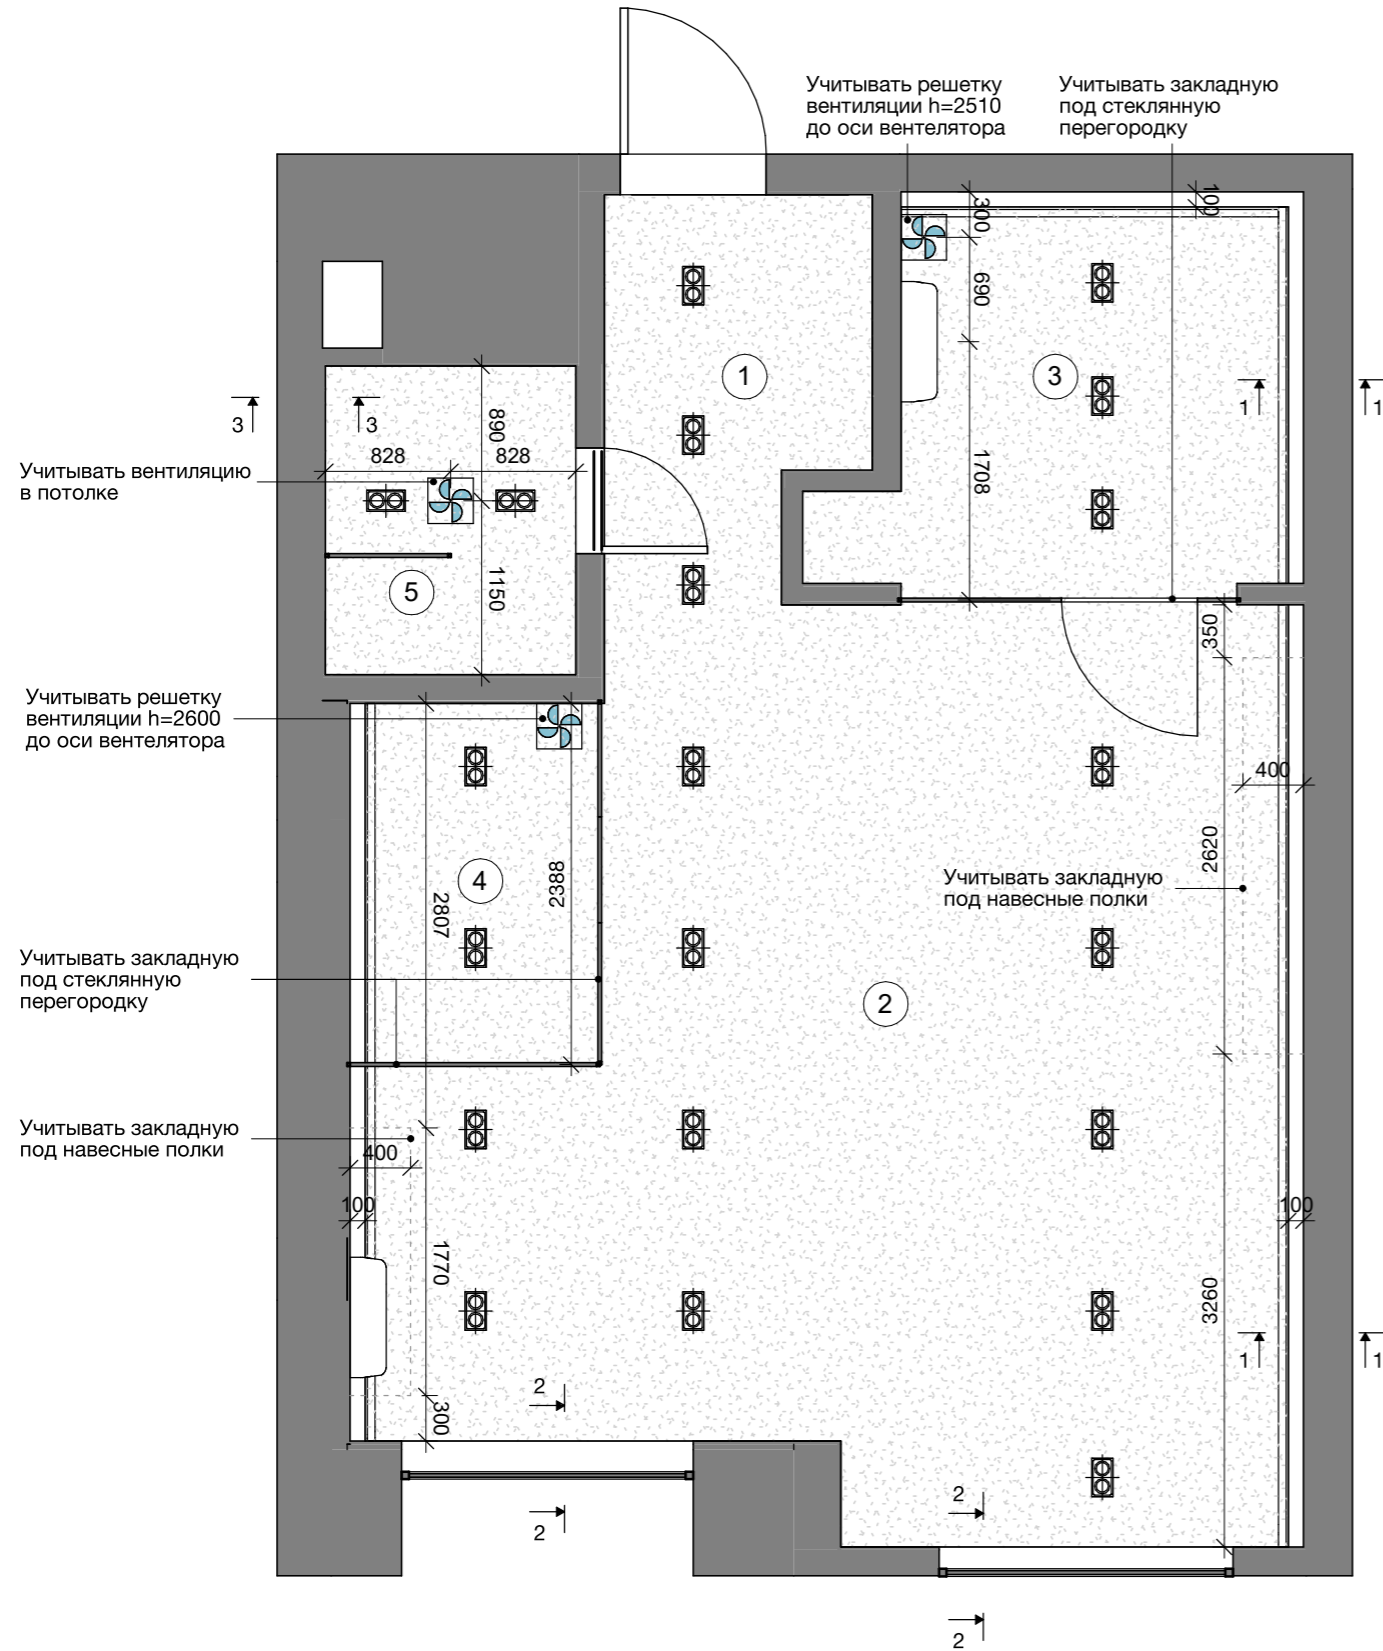 Учитывать решетку
вентиляции h=2510
до оси вентелятора
Учитывать закладную
под стеклянную
перегородку
100
300
690
1
3
1
1
3
3
890
828
828
1708
Учитывать вентиляцию
в потолке
5
1150
350
Учитывать решетку
вентиляции h=2600
до оси вентелятора
400
2620
4
2388
2807
Учитывать закладную
под навесные полки
Учитывать закладную
под стеклянную
перегородку
2
Учитывать закладную
под навесные полки
400
100
100
1770
3260
1
1
2
300
2
2
2